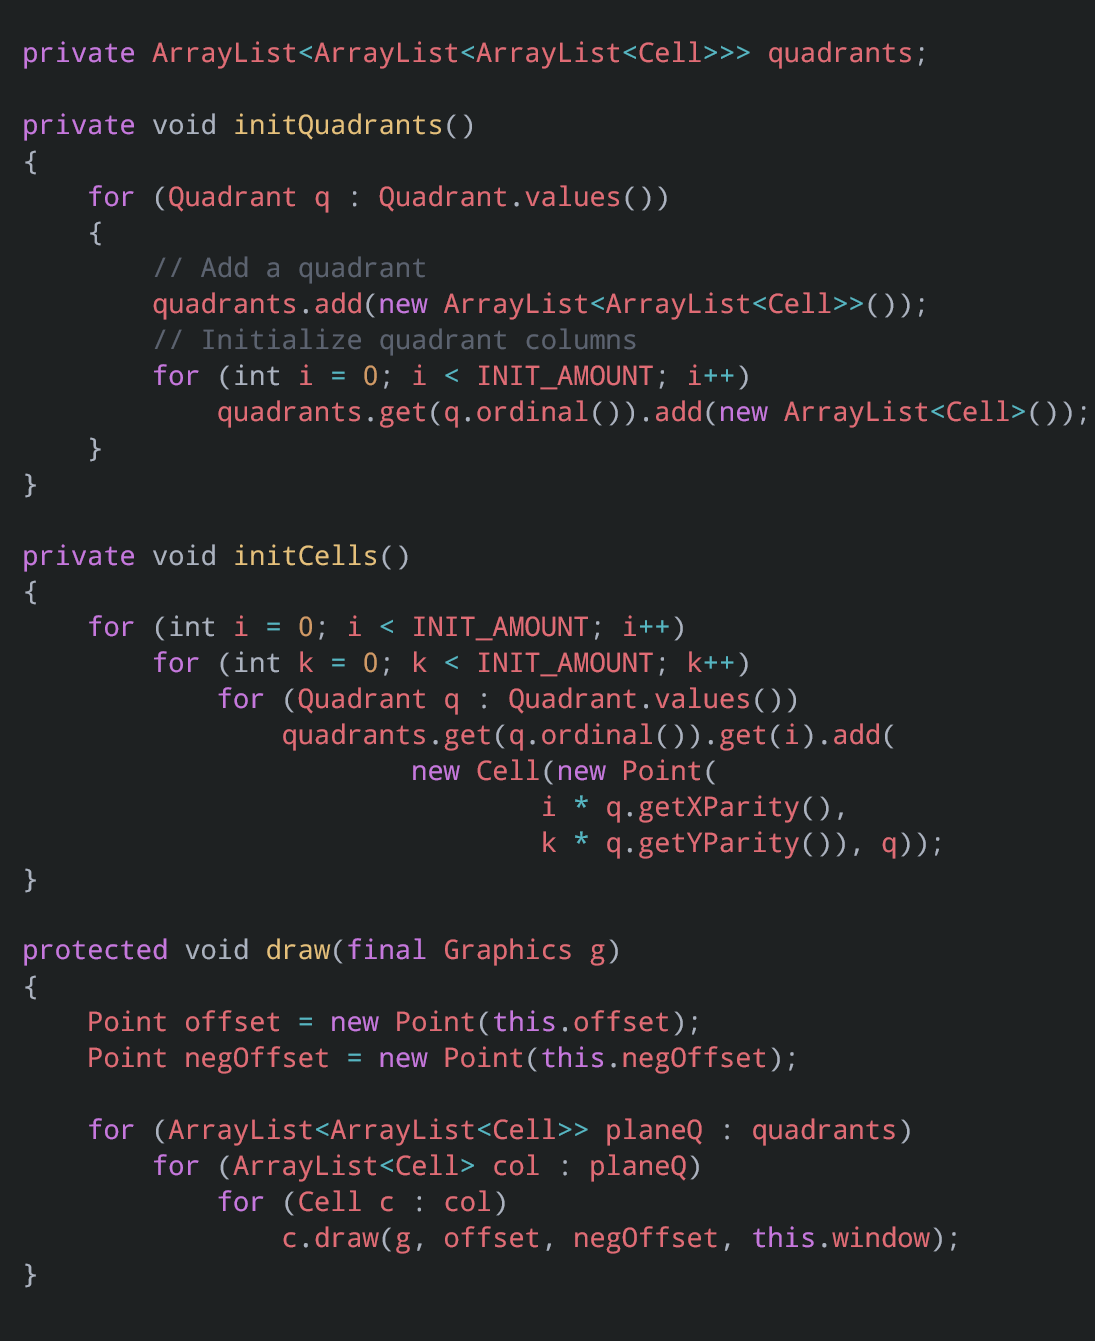 private ArrayList<ArrayList<ArrayList<Cell>>> quadrants;

private void initQuadrants()
{
    for (Quadrant q : Quadrant.values())
    {
        // Add a quadrant
        quadrants.add(new ArrayList<ArrayList<Cell>>());
        // Initialize quadrant columns
        for (int i = 0; i < INIT_AMOUNT; i++)
            quadrants.get(q.ordinal()).add(new ArrayList<Cell>());
    }
}

private void initCells()
{
    for (int i = 0; i < INIT_AMOUNT; i++)
        for (int k = 0; k < INIT_AMOUNT; k++)
            for (Quadrant q : Quadrant.values())
                quadrants.get(q.ordinal()).get(i).add(
                        new Cell(new Point(
                                i * q.getXParity(),
                                k * q.getYParity()), q));
}

protected void draw(final Graphics g)
{
    Point offset = new Point(this.offset);
    Point negOffset = new Point(this.negOffset);

    for (ArrayList<ArrayList<Cell>> planeQ : quadrants)
        for (ArrayList<Cell> col : planeQ)
            for (Cell c : col)
                c.draw(g, offset, negOffset, this.window);
}